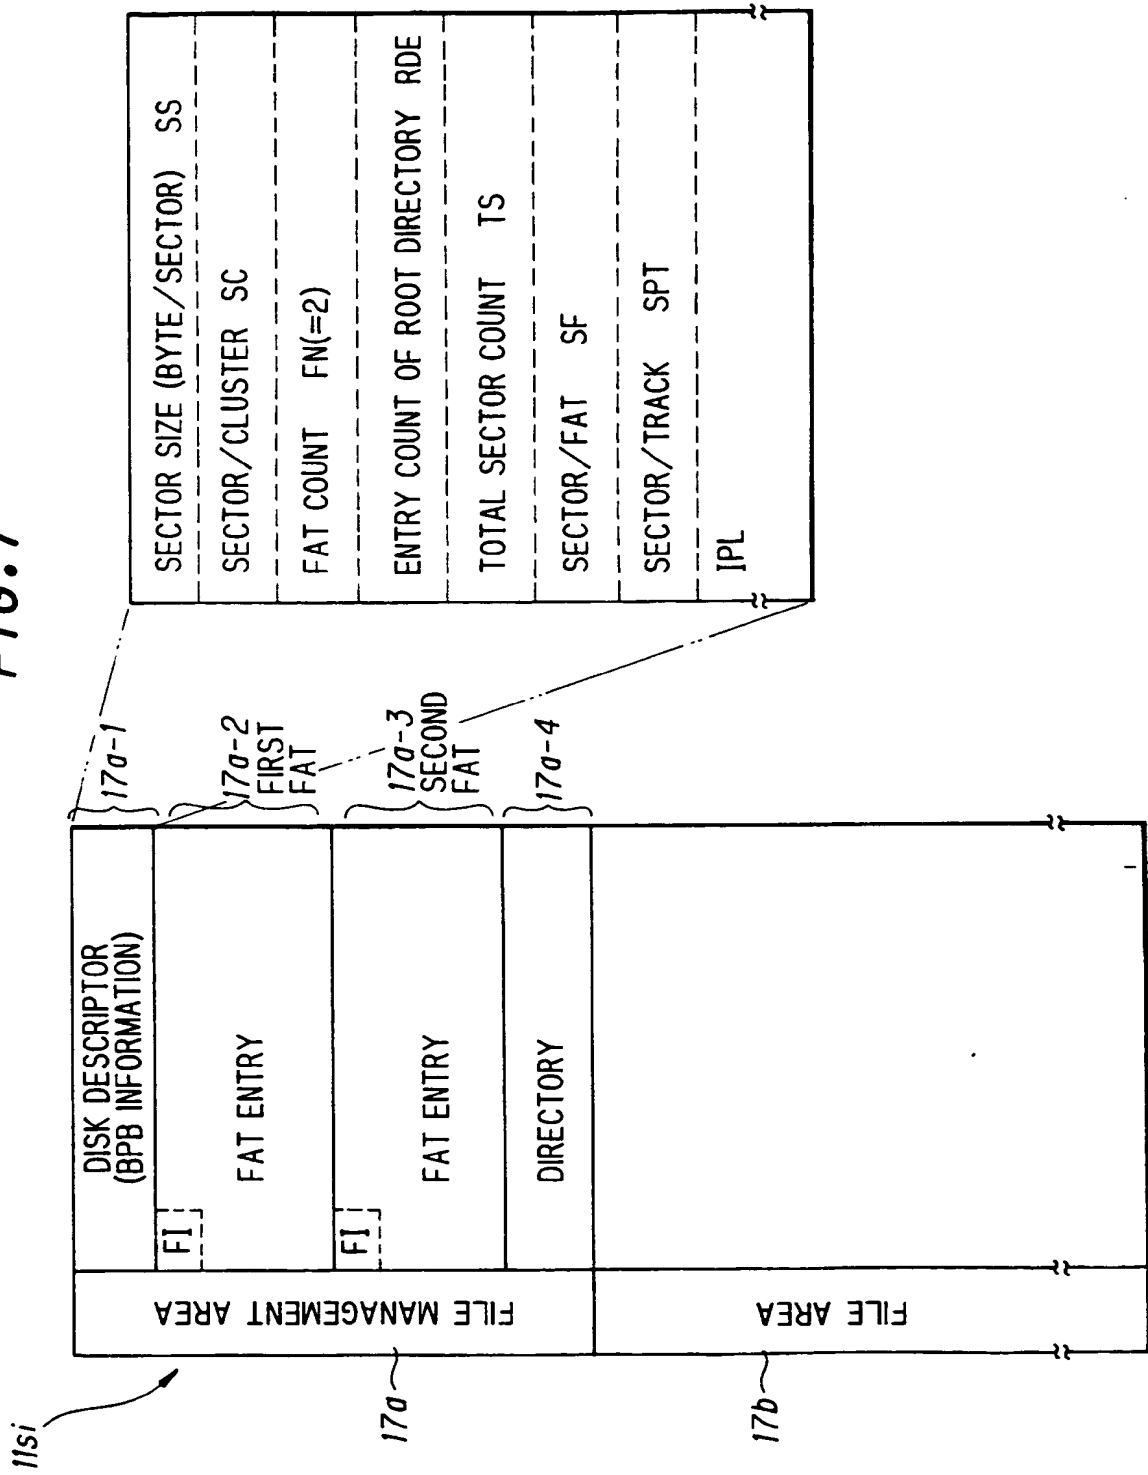 FIG. 7
11si
17a
17b
FILE MANAGEMENT AREA
FILE AREA
DISK DESCRIPTOR
(BPB INFORMATION)
FI
FAT ENTRY
FI
FAT ENTRY
DIRECTORY
17a-1
17a-2
FIRST
FAT
17a-3
SECOND
FAT
17a-4
SECTOR SIZE (BYTE/SECTOR) SS
SECTOR/CLUSTER SC
FAT COUNT FN(=2)
ENTRY COUNT OF ROOT DIRECTORY RDE
TOTAL SECTOR COUNT TS
SECTOR/FAT SF
SECTOR/TRACK SPT
IPL